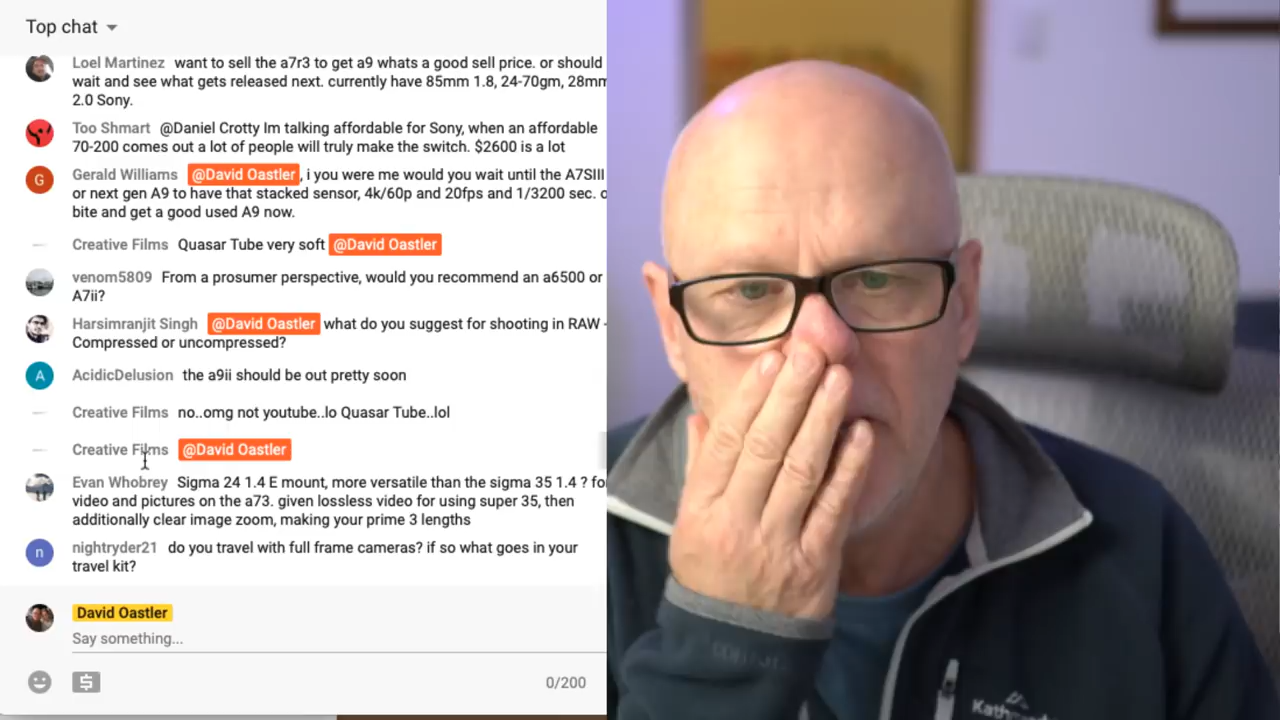 Top chat
Loel Martinez want to sell the a7r3 to get a9 whats a good sell price. or should
wait and see what gets released next. currently have 85mm 1.8, 24-70gm, 28mm
2.0 Sony.
Too Shmart @Daniel Crotty Im talking affordable for Sony, when an affordable
70-200 comes out a lot of people will truly make the switch. $2600 is a lot
G
Gerald Williams @David Oastler, i you were me would you wait until the A7SIII
or next gen A9 to have that stacked sensor, 4k/60p and 20fps and 1/3200 sec. o
bite and get a good used A9 now.
Creative Films Quasar Tube very soft @David Oastler
venom5809 From a prosumer perspective, would you recommend an a6500 or
A7ii?
Harsimranjit Singh @David Oastler what do you suggest for shooting in RAW -
Compressed or uncompressed?
A
AcidicDelusion the a9ii should be out pretty soon
Creative Films no..omg not youtube..lo Quasar Tube..lol
Creative Films @David Oastler
Evan Whobrey Sigma 24 1.4 E mount, more versatile than the sigma 35 1.4 ? fo
video and pictures on the a73. given lossless video for using super 35, then
additionally clear image zoom, making your prime 3 lengths
n
nightryder21 do you travel with full frame cameras? if so what goes in your
travel kit?
David Oastler
Say something...
$
0/200